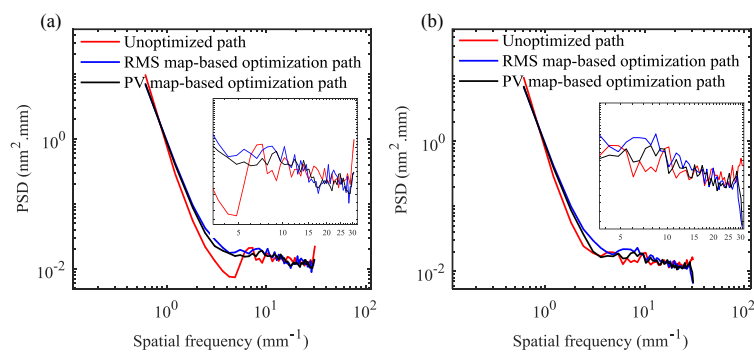 (a)
Unoptimized path
RMS map-based optimization path
PV map-based optimization path
PSD (nm².mm)
10⁰
10⁻²
5 10 15 20 25 30
10⁰ 10¹ 10²
Spatial frequency (mm⁻¹)
(b)
Unoptimized path
RMS map-based optimization path
PV map-based optimization path
PSD (nm².mm)
10⁰
10⁻²
5 10 15 20 25 30
10⁰ 10¹ 10²
Spatial frequency (mm⁻¹)